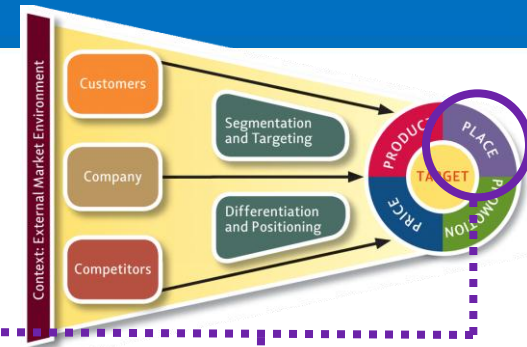 Context: External Market Environment
Customers
Company
Competitors
Segmentation
and Targeting
Differentiation
and Positioning
PRODUCT
PLACE
TARGET
PRICE
PROMOTION